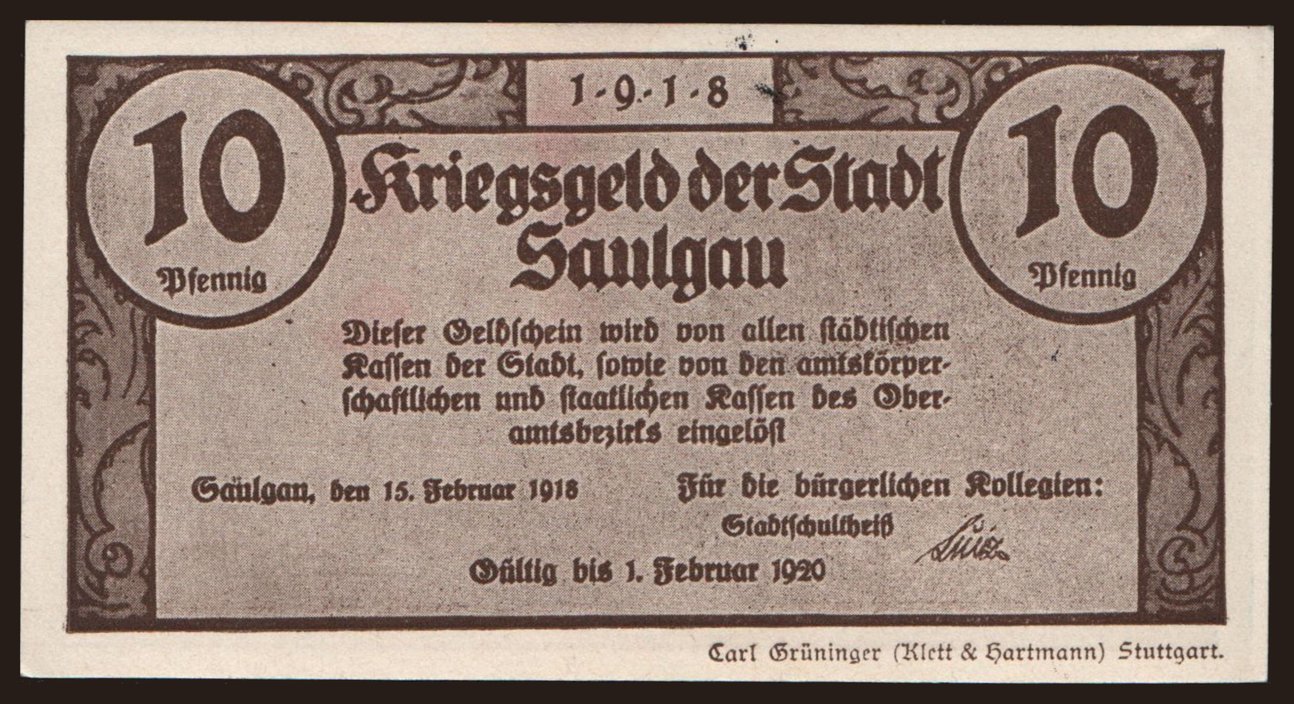 1·9·1·8
10
Pfennig
10
Pfennig
Kriegsgeld der Stadt
Saulgau
Dieser Geldschein wird von allen städtischen
Kassen der Stadt, sowie von den amtskörper-
schaftlichen und staatlichen Kassen des Ober-
amtsbezirks eingelöst
Saulgau, den 15. Februar 1918
Für die bürgerlichen Kollegien:
Stadtschultheiß
Gültig bis 1. Februar 1920
Carl Grüninger (Klett & Hartmann) Stuttgart.